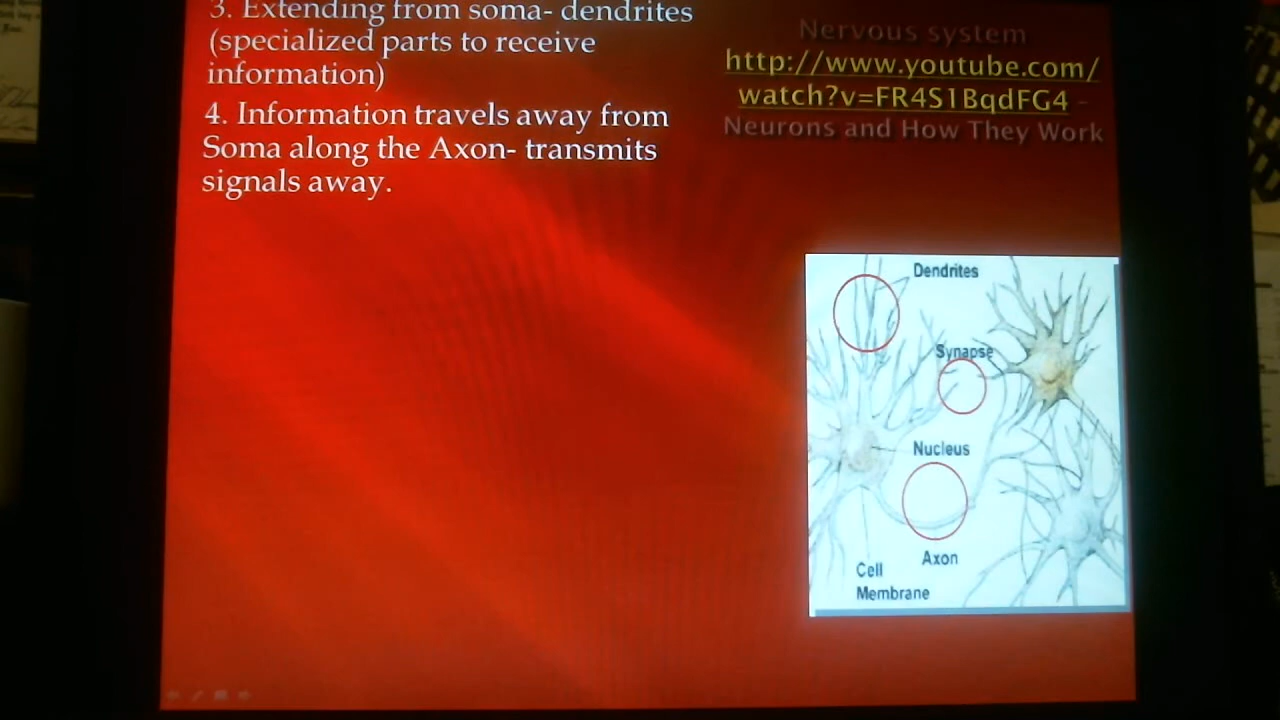 3. Extending from soma- dendrites
(specialized parts to receive
information)
4. Information travels away from
Soma along the Axon- transmits
signals away.
Nervous system
http://www.youtube.com/
watch?v=FR4S1BqdFG4 -
Neurons and How They Work
Dendrites
Synapse
Nucleus
Axon
Cell
Membrane